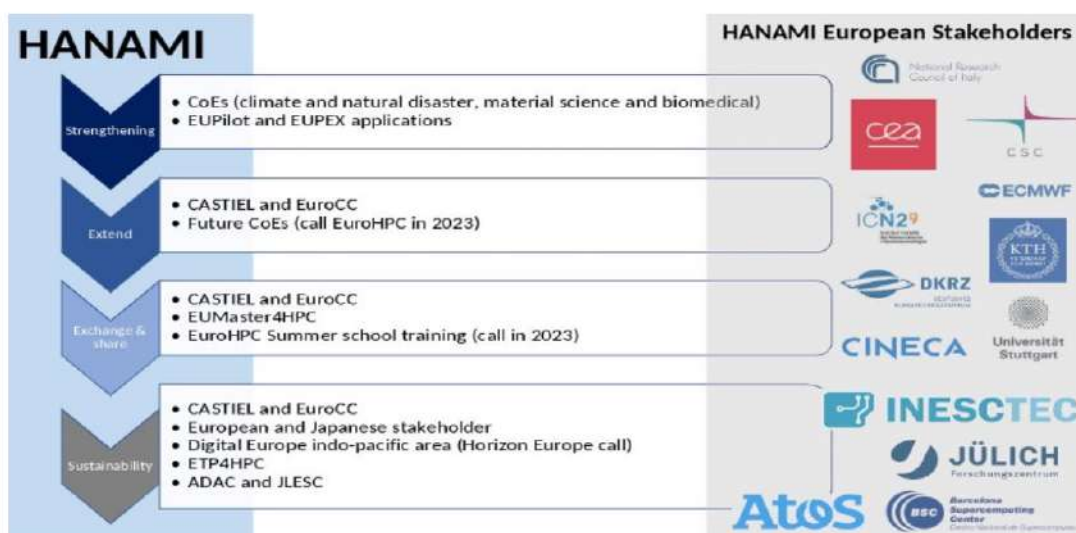 HANAMI
Strengthening
• CoEs (climate and natural disaster, material science and biomedical)
• EUPilot and EUPEX applications
Extend
• CASTIEL and EuroCC
• Future CoEs (call EuroHPC in 2023)
Exchange &
share
• CASTIEL and EuroCC
• EUMaster4HPC
• EuroHPC Summer school training (call in 2023)
Sustainability
• CASTIEL and EuroCC
• European and Japanese stakeholder
• Digital Europe indo-pacific area (Horizon Europe call)
• ETP4HPC
• ADAC and JLESC
HANAMI European Stakeholders
National Research
Council of Italy
cea
CSC
ECMWF
ICN2
KTH
DKRZ
CINECA
Universität
Stuttgart
INESCTEC
JÜLICH
Forschungszentrum
Atos
BSC
Barcelona
Supercomputing
Center